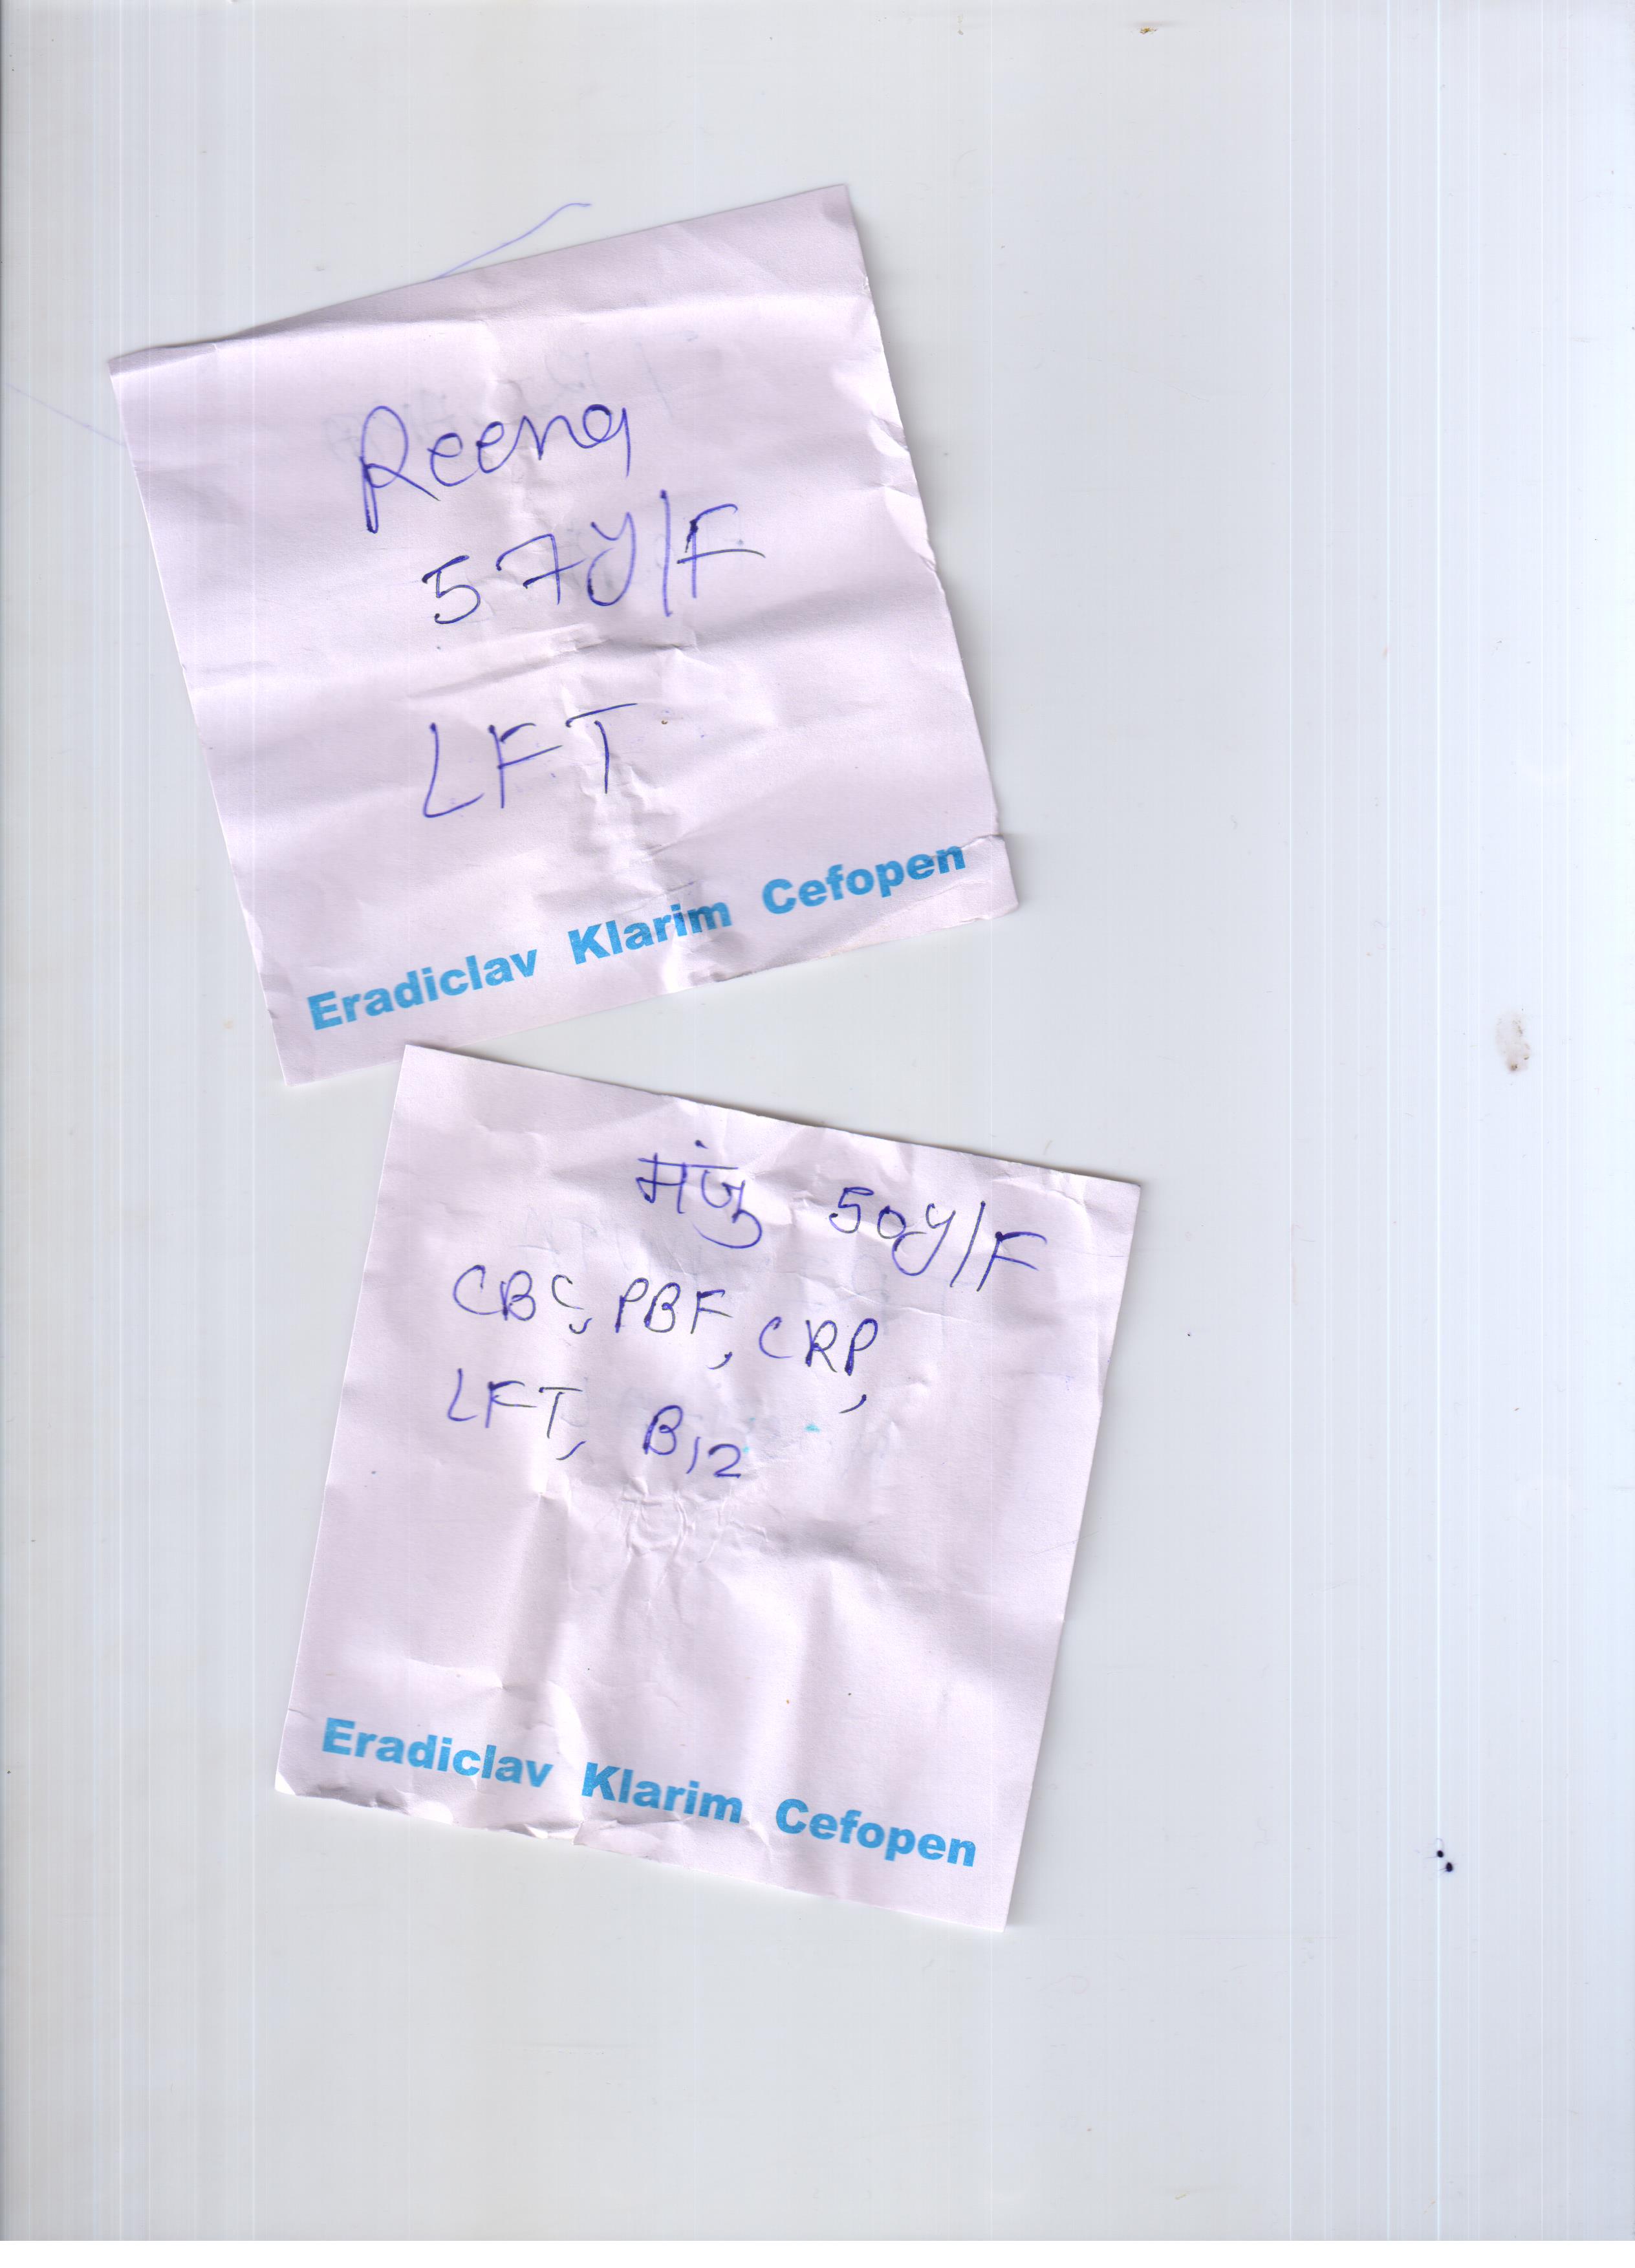 Reena
57y/F
LFT
Eradiclav Klarim Cefopen
मंजु 50y/F
CBC, PBF, CRP,
LFT, B12
Eradiclav Klarim Cefopen